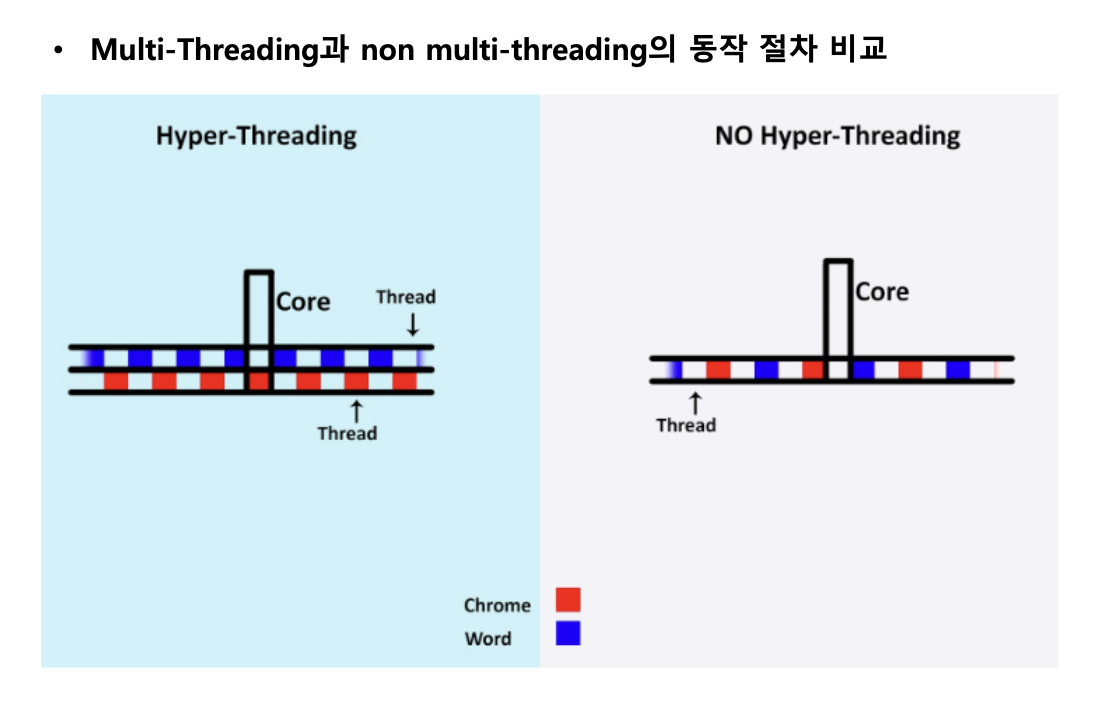 • Multi-Threading과 non multi-threading의 동작 절차 비교
Hyper-Threading
NO Hyper-Threading
Core
Thread
Thread
Core
Thread
Chrome
Word